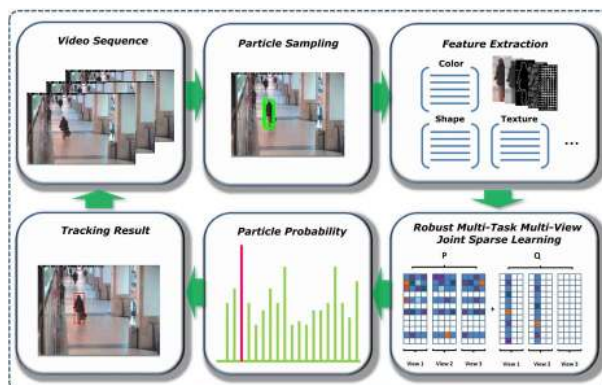 Video Sequence
Particle Sampling
Feature Extraction
Color
Shape
Texture
...
Tracking Result
Particle Probability
Robust Multi-Task Multi-View
Joint Sparse Learning
P
Q
+
View 1
View 2
View 3
View 1
View 2
View 3